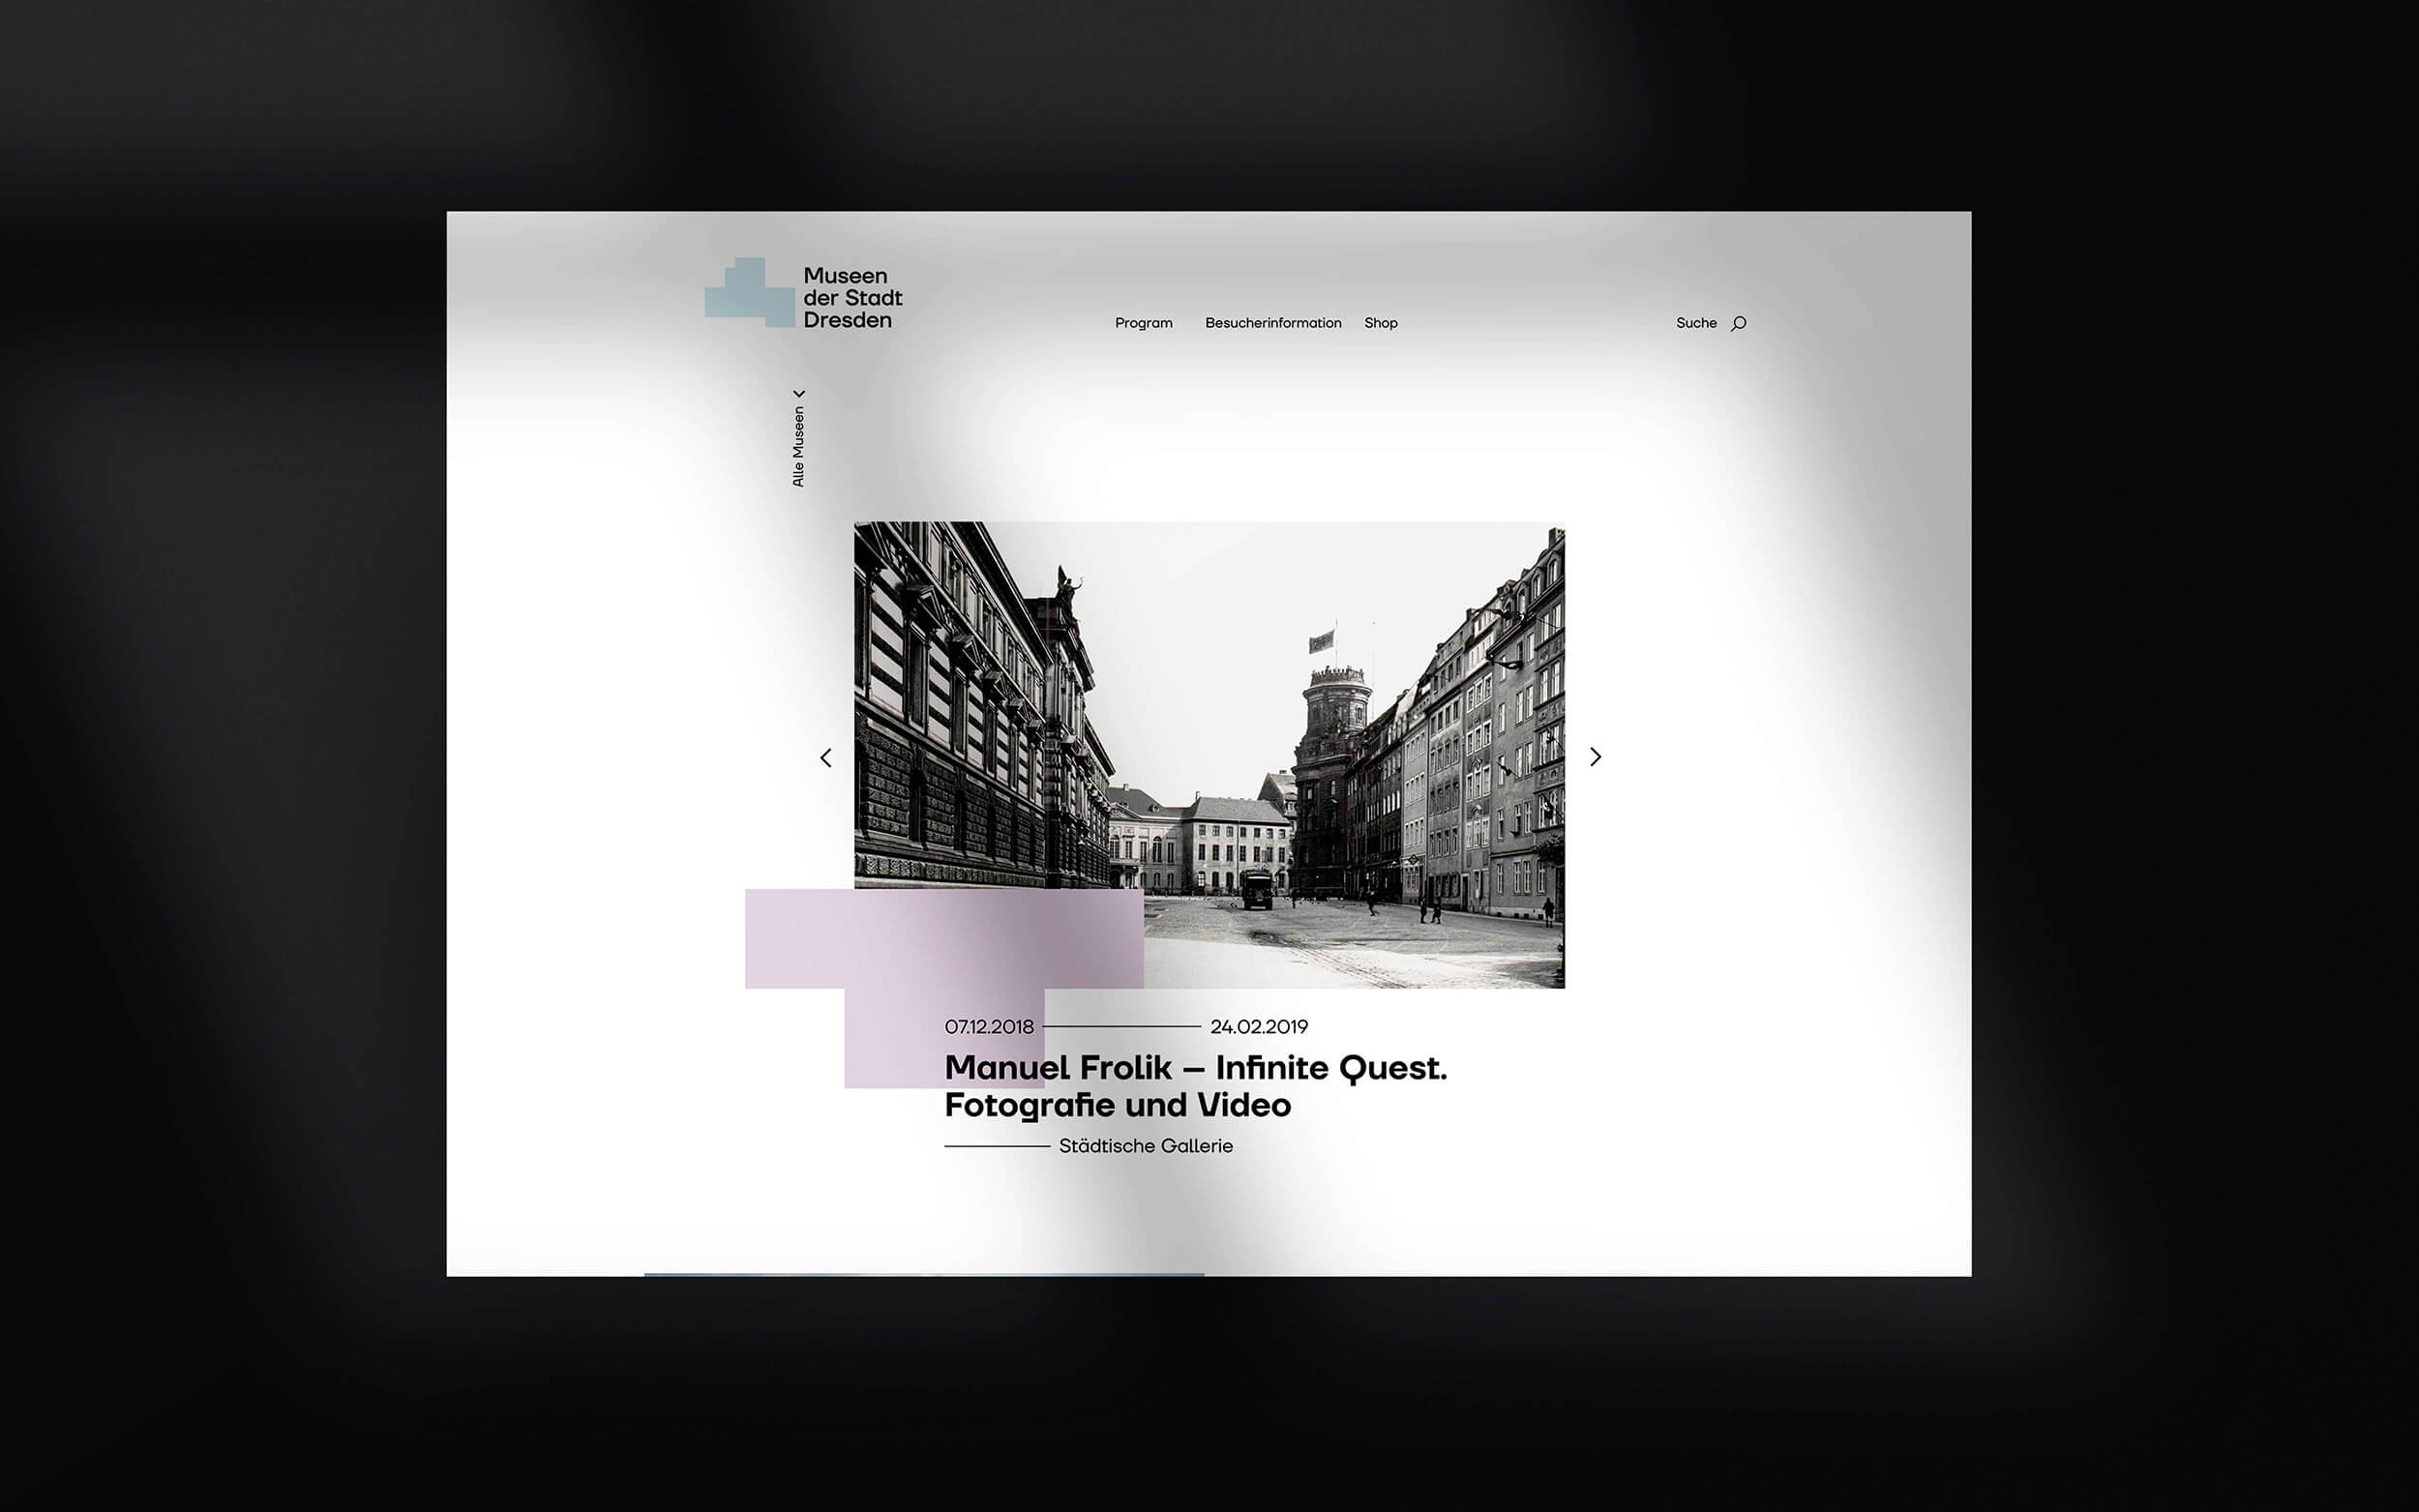 Museen
der Stadt
Dresden
Program
Besucherinformation
Shop
Suche
Alle Museen
07.12.2018
24.02.2019
Manuel Frolik – Infinite Quest.
Fotografie und Video
Städtische Gallerie